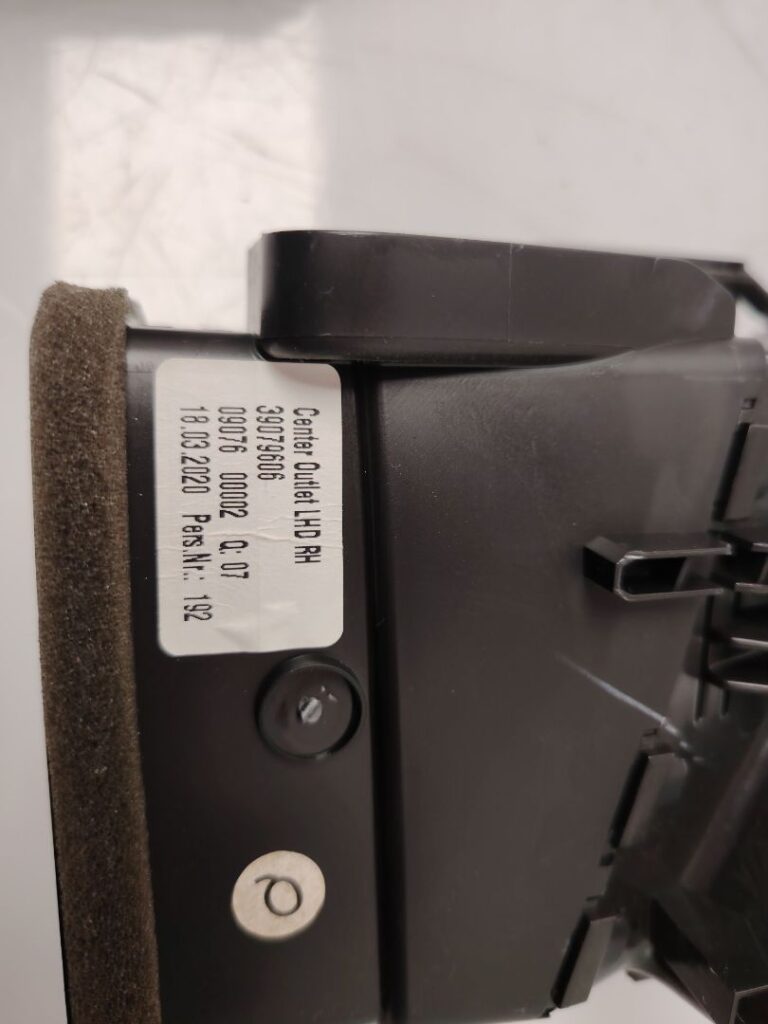 Center Outlet LHD RH
39079606
09076 00002 Q: 07
18.03.2020 Pers.Nr.: 192
Q